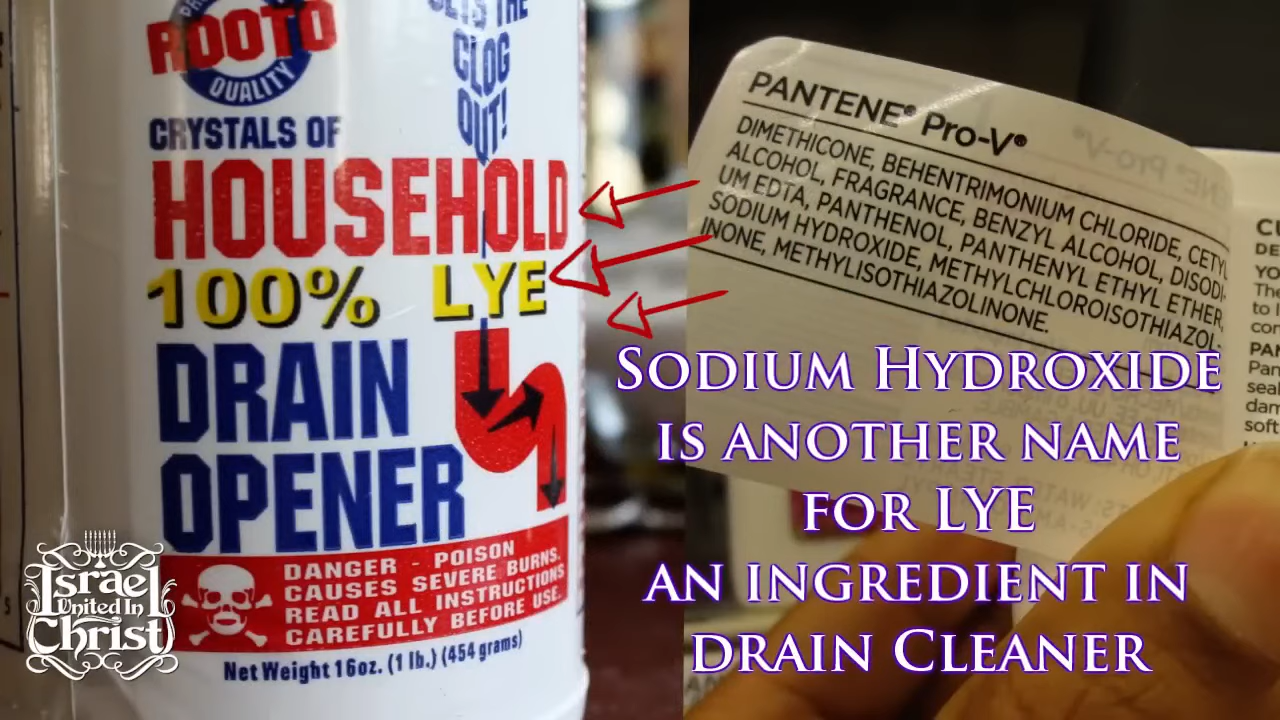 ROOTO
QUALITY
CRYSTALS OF
HOUSEHOLD
100% LYE
DRAIN
OPENER
THE
CLOG
OUT!
DANGER - POISON
CAUSES SEVERE BURNS.
READ ALL INSTRUCTIONS
CAREFULLY BEFORE USE.
Net Weight 16oz. (1 lb.) (454 grams)
Israel
United In
Christ
PANTENE® Pro-V®
DIMETHICONE, BEHENTRIMONIUM CHLORIDE, CETYL
ALCOHOL, FRAGRANCE, BENZYL ALCOHOL, DISODI-
UM EDTA, PANTHENOL, PANTHENYL ETHYL ETHER,
SODIUM HYDROXIDE, METHYLCHLOROISOTHIAZOL-
INONE, METHYLISOTHIAZOLINONE.
Sodium Hydroxide
is another name
for LYE
an ingredient in
drain Cleaner